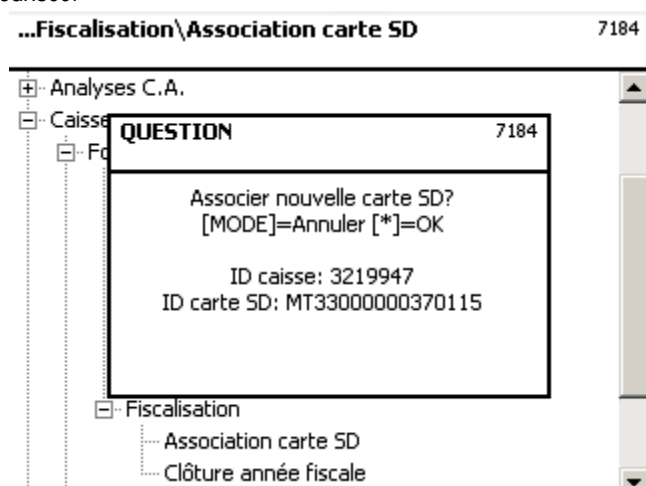 ...Fiscalisation\Association carte SD 7184
Analyses C.A.
Caisse
QUESTION 7184
Associer nouvelle carte SD?
[MODE]=Annuler [*]=OK
ID caisse: 3219947
ID carte SD: MT33000000370115
Fiscalisation
Association carte SD
Clôture année fiscale